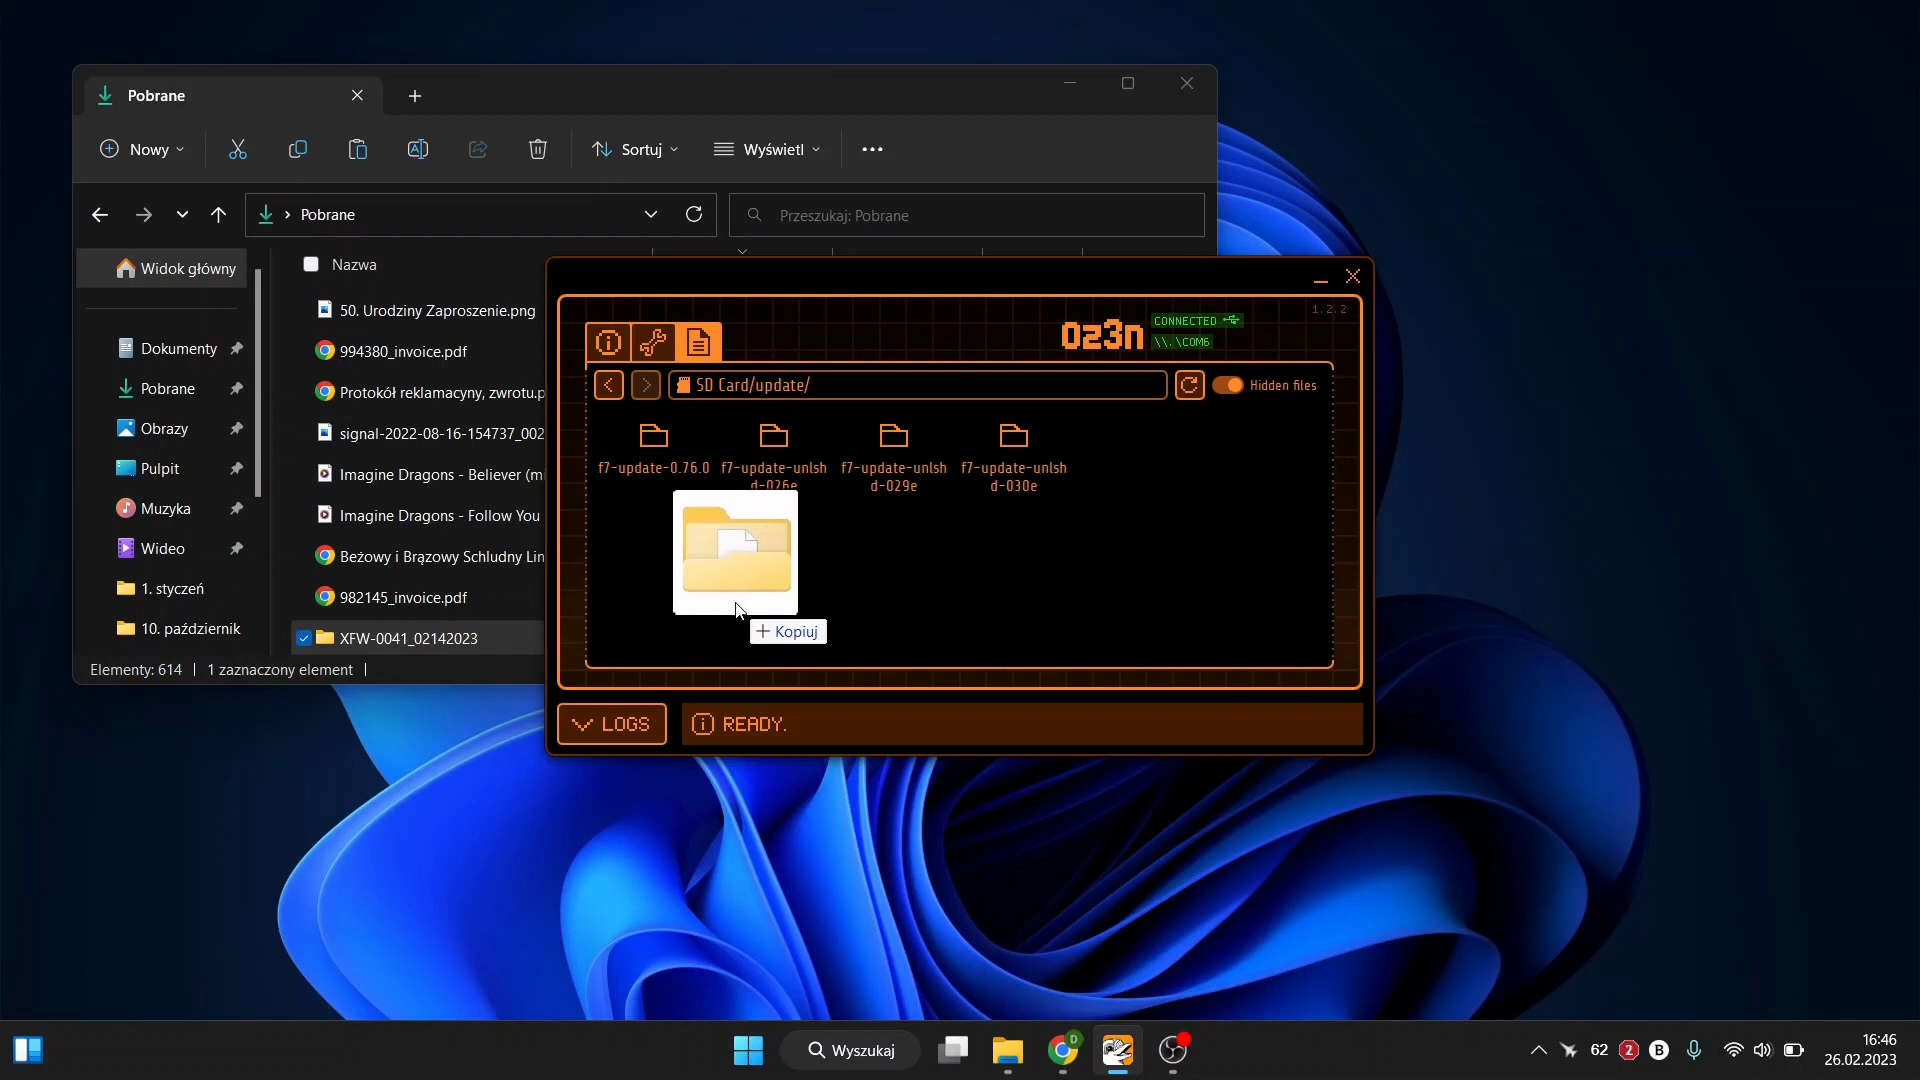 Pobrane
Nowy
Sortuj
Wyświetl
Pobrane
Przeszukaj: Pobrane
Widok główny
Dokumenty
Pobrane
Obrazy
Pulpit
Muzyka
Wideo
1. styczeń
10. październik
Nazwa
50. Urodziny Zaproszenie.png
994380_invoice.pdf
Protokół reklamacyny, zwrotu.p
signal-2022-08-16-154737_002
Imagine Dragons - Believer (m
Imagine Dragons - Follow You
Beżowy i Brązowy Schludny Lin
982145_invoice.pdf
XFW-0041_02142023
Elementy: 614
1 zaznaczony element
1.2.2
Oz3n
CONNECTED
\\.\COM6
SD Card/update/
Hidden files
f7-update-0.76.0
f7-update-unlsh
d-026e
f7-update-unlsh
d-029e
f7-update-unlsh
d-030e
+ Kopiuj
LOGS
READY.
Wyszukaj
D
62
2
B
16:46
26.02.2023